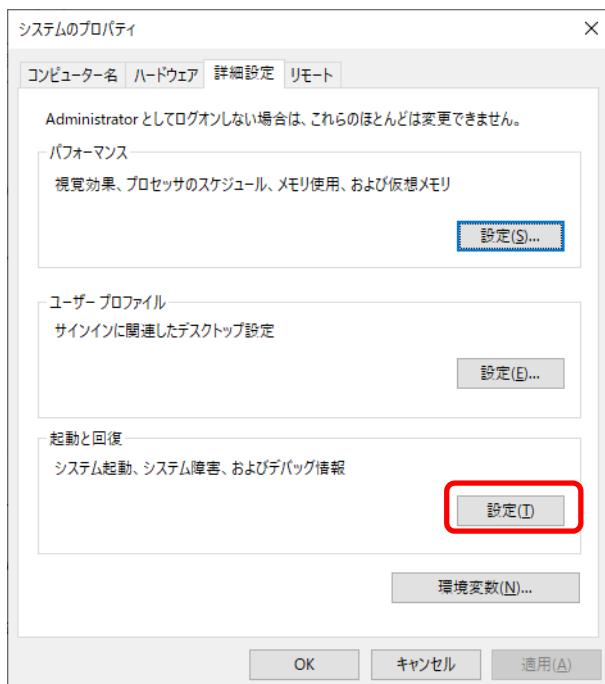 システムのプロパティ
コンピューター名 ハードウェア 詳細設定 リモート
Administrator としてログオンしない場合は、これらのほとんどは変更できません。
パフォーマンス
視覚効果、プロセッサのスケジュール、メモリ使用、および仮想メモリ
設定(S)...
ユーザー プロファイル
サインインに関連したデスクトップ設定
設定(E)...
起動と回復
システム起動、システム障害、およびデバッグ情報
設定(T)
環境変数(N)...
OK キャンセル 適用(A)